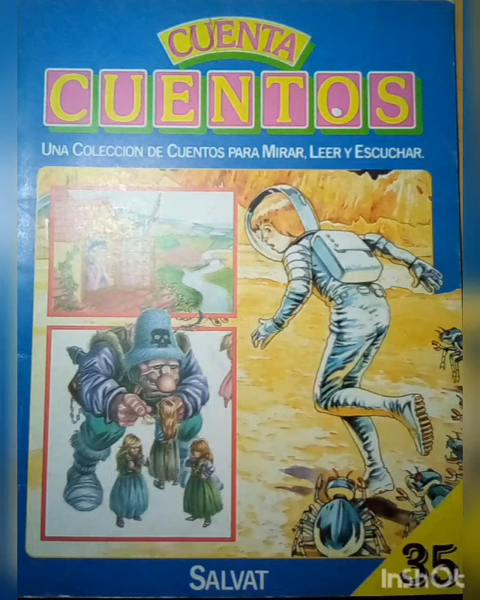 CUENTA
CUENTOS
UNA COLECCION DE CUENTOS PARA MIRAR, LEER Y ESCUCHAR.
35
SALVAT
InShOt